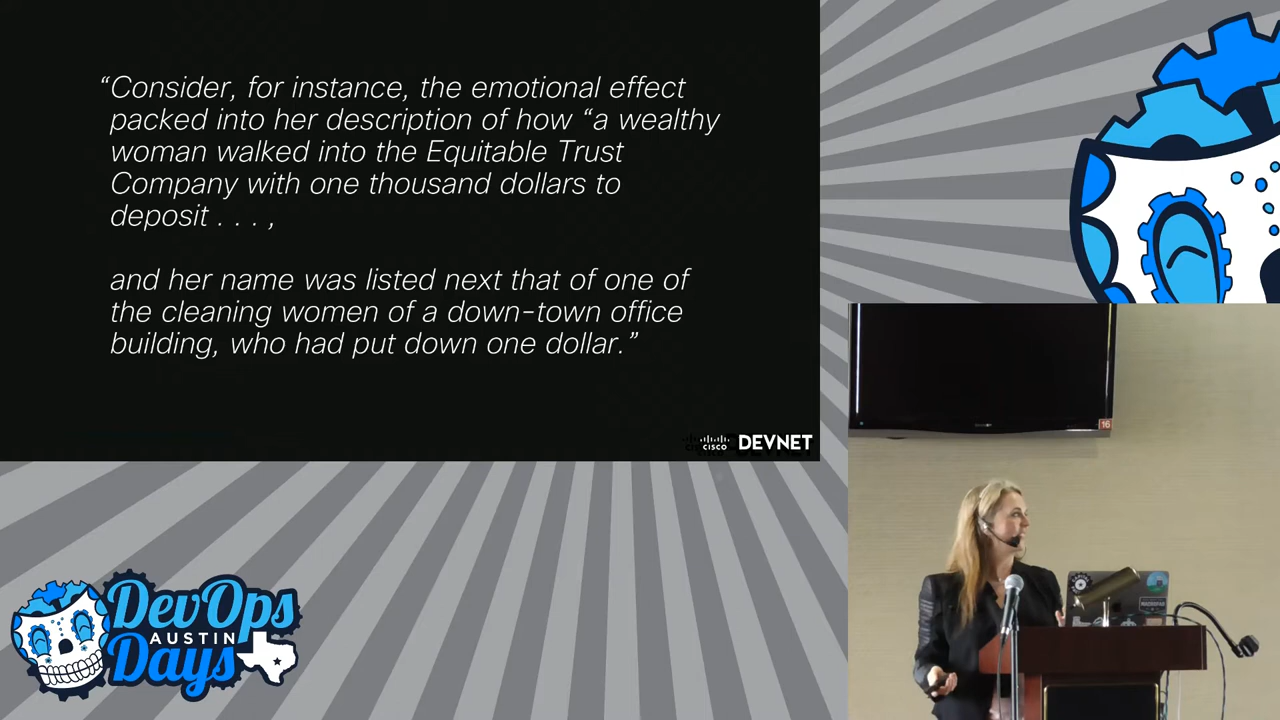 “Consider, for instance, the emotional effect
packed into her description of how “a wealthy
woman walked into the Equitable Trust
Company with one thousand dollars to
deposit . . . ,
and her name was listed next that of one of
the cleaning women of a down-town office
building, who had put down one dollar.”
CISCO DEVNET
16
DevOps
AUSTIN
Days